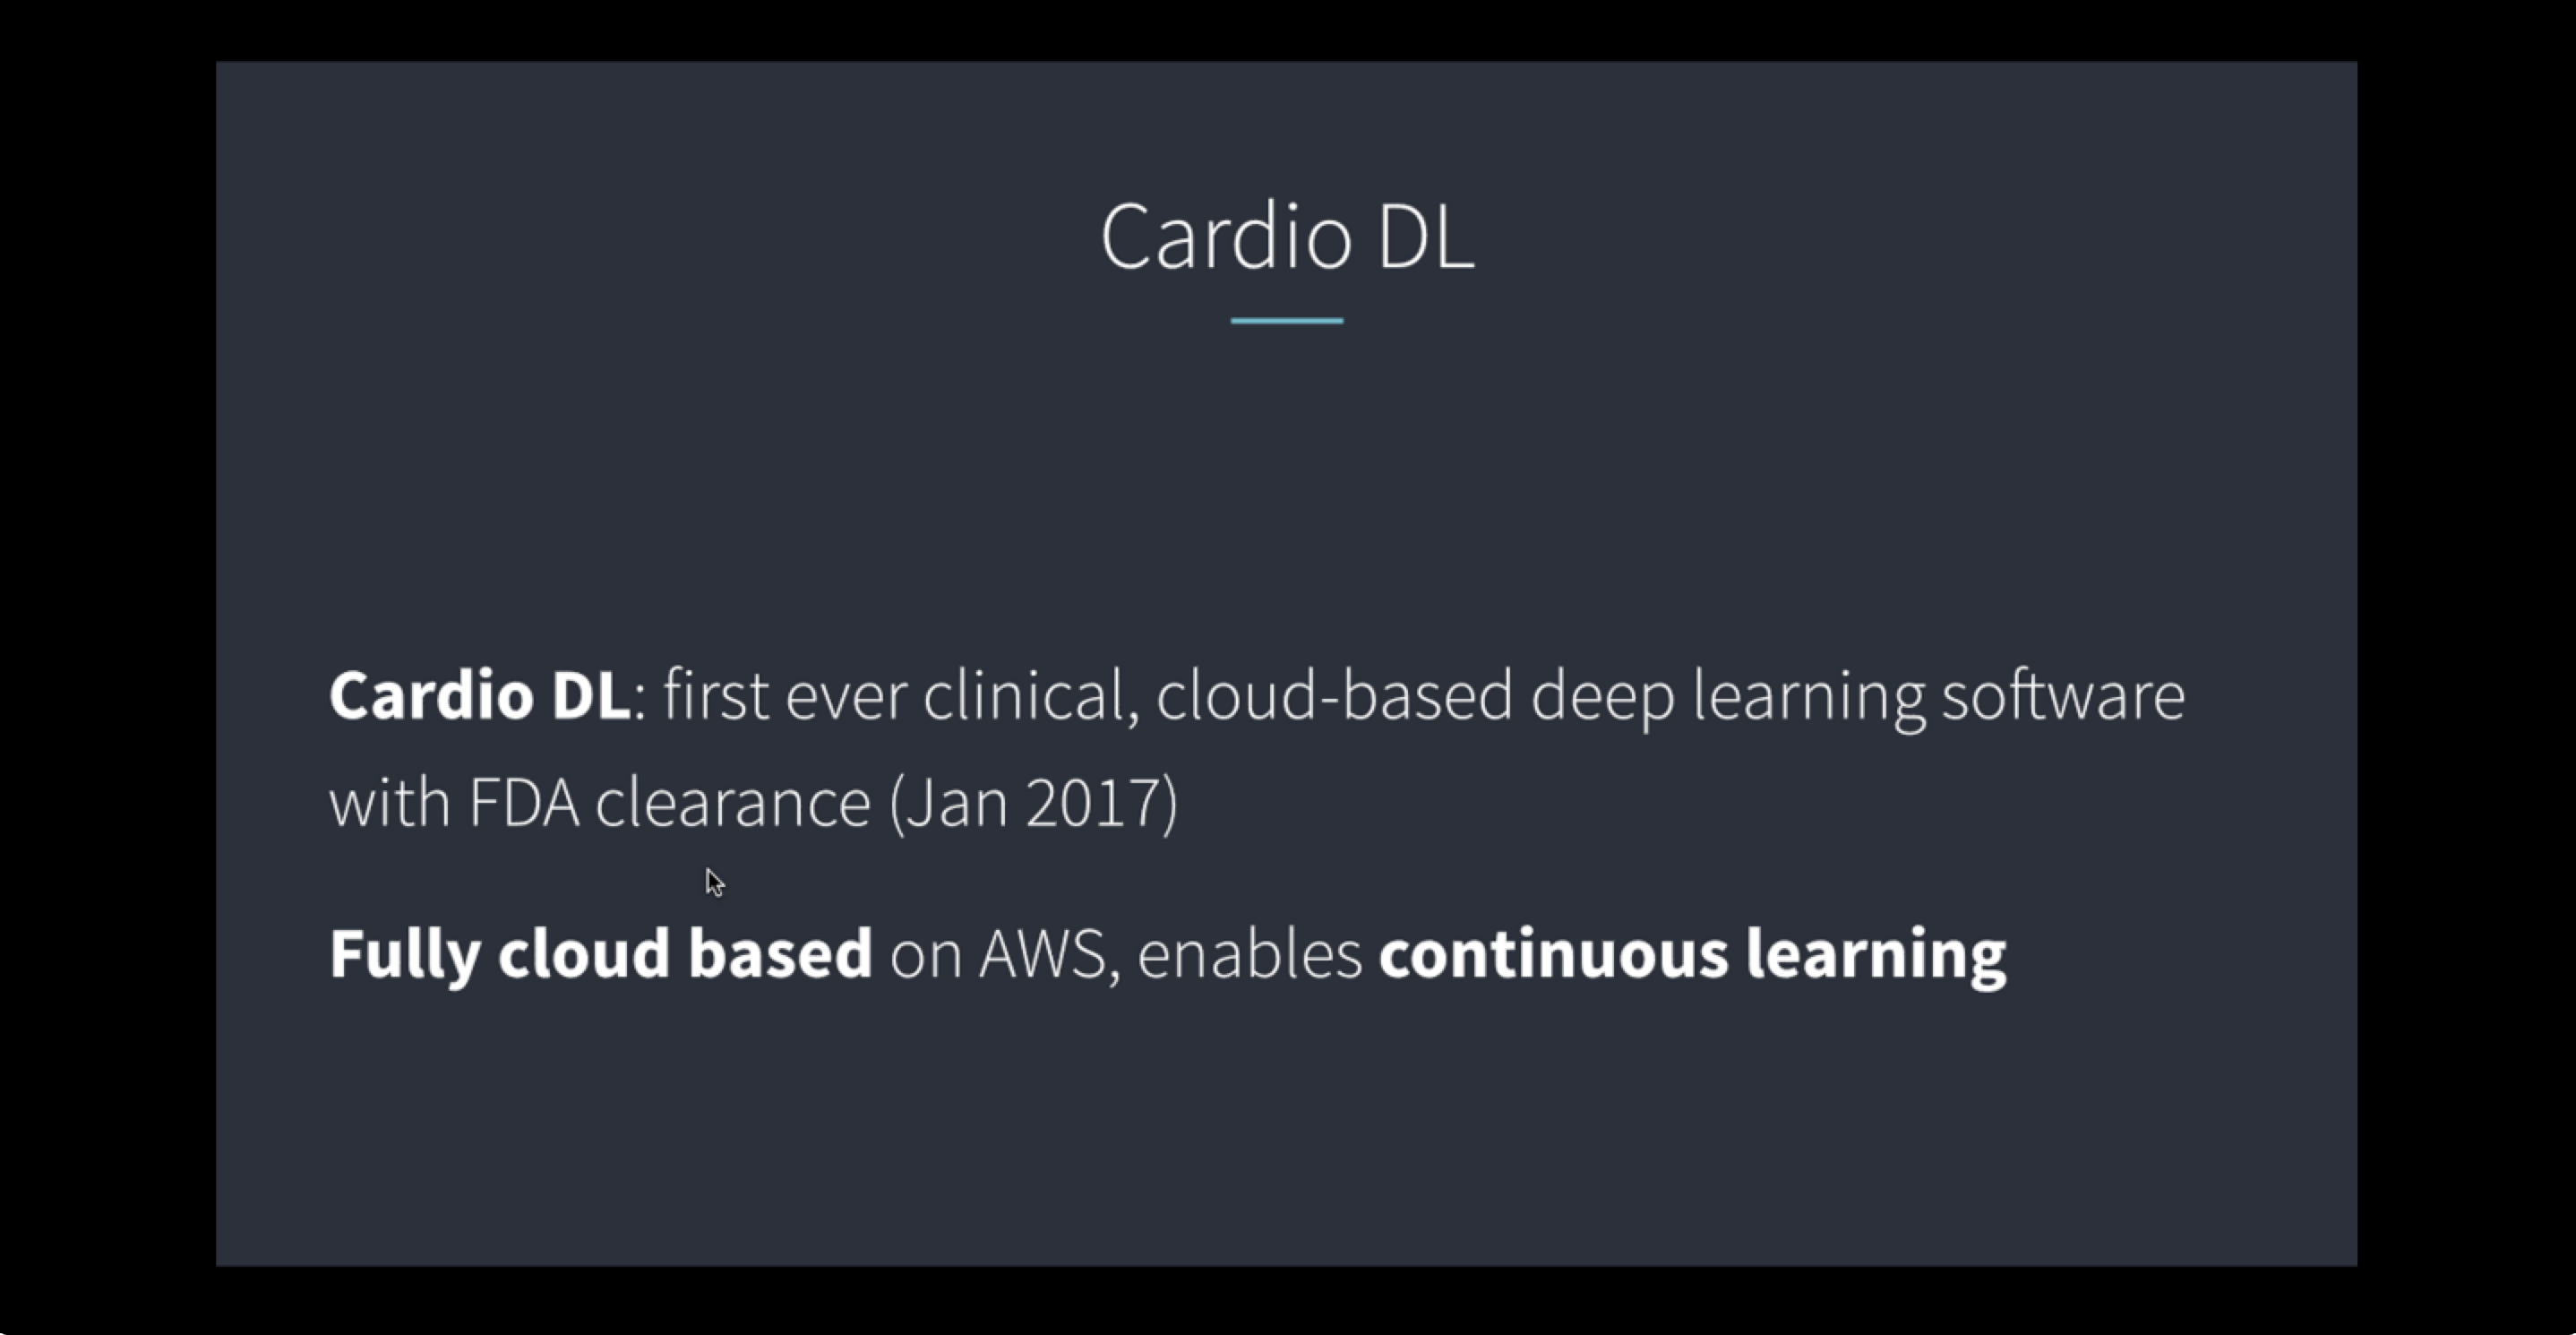 Cardio DL
Cardio DL: first ever clinical, cloud-based deep learning software
with FDA clearance (Jan 2017)
Fully cloud based on AWS, enables continuous learning